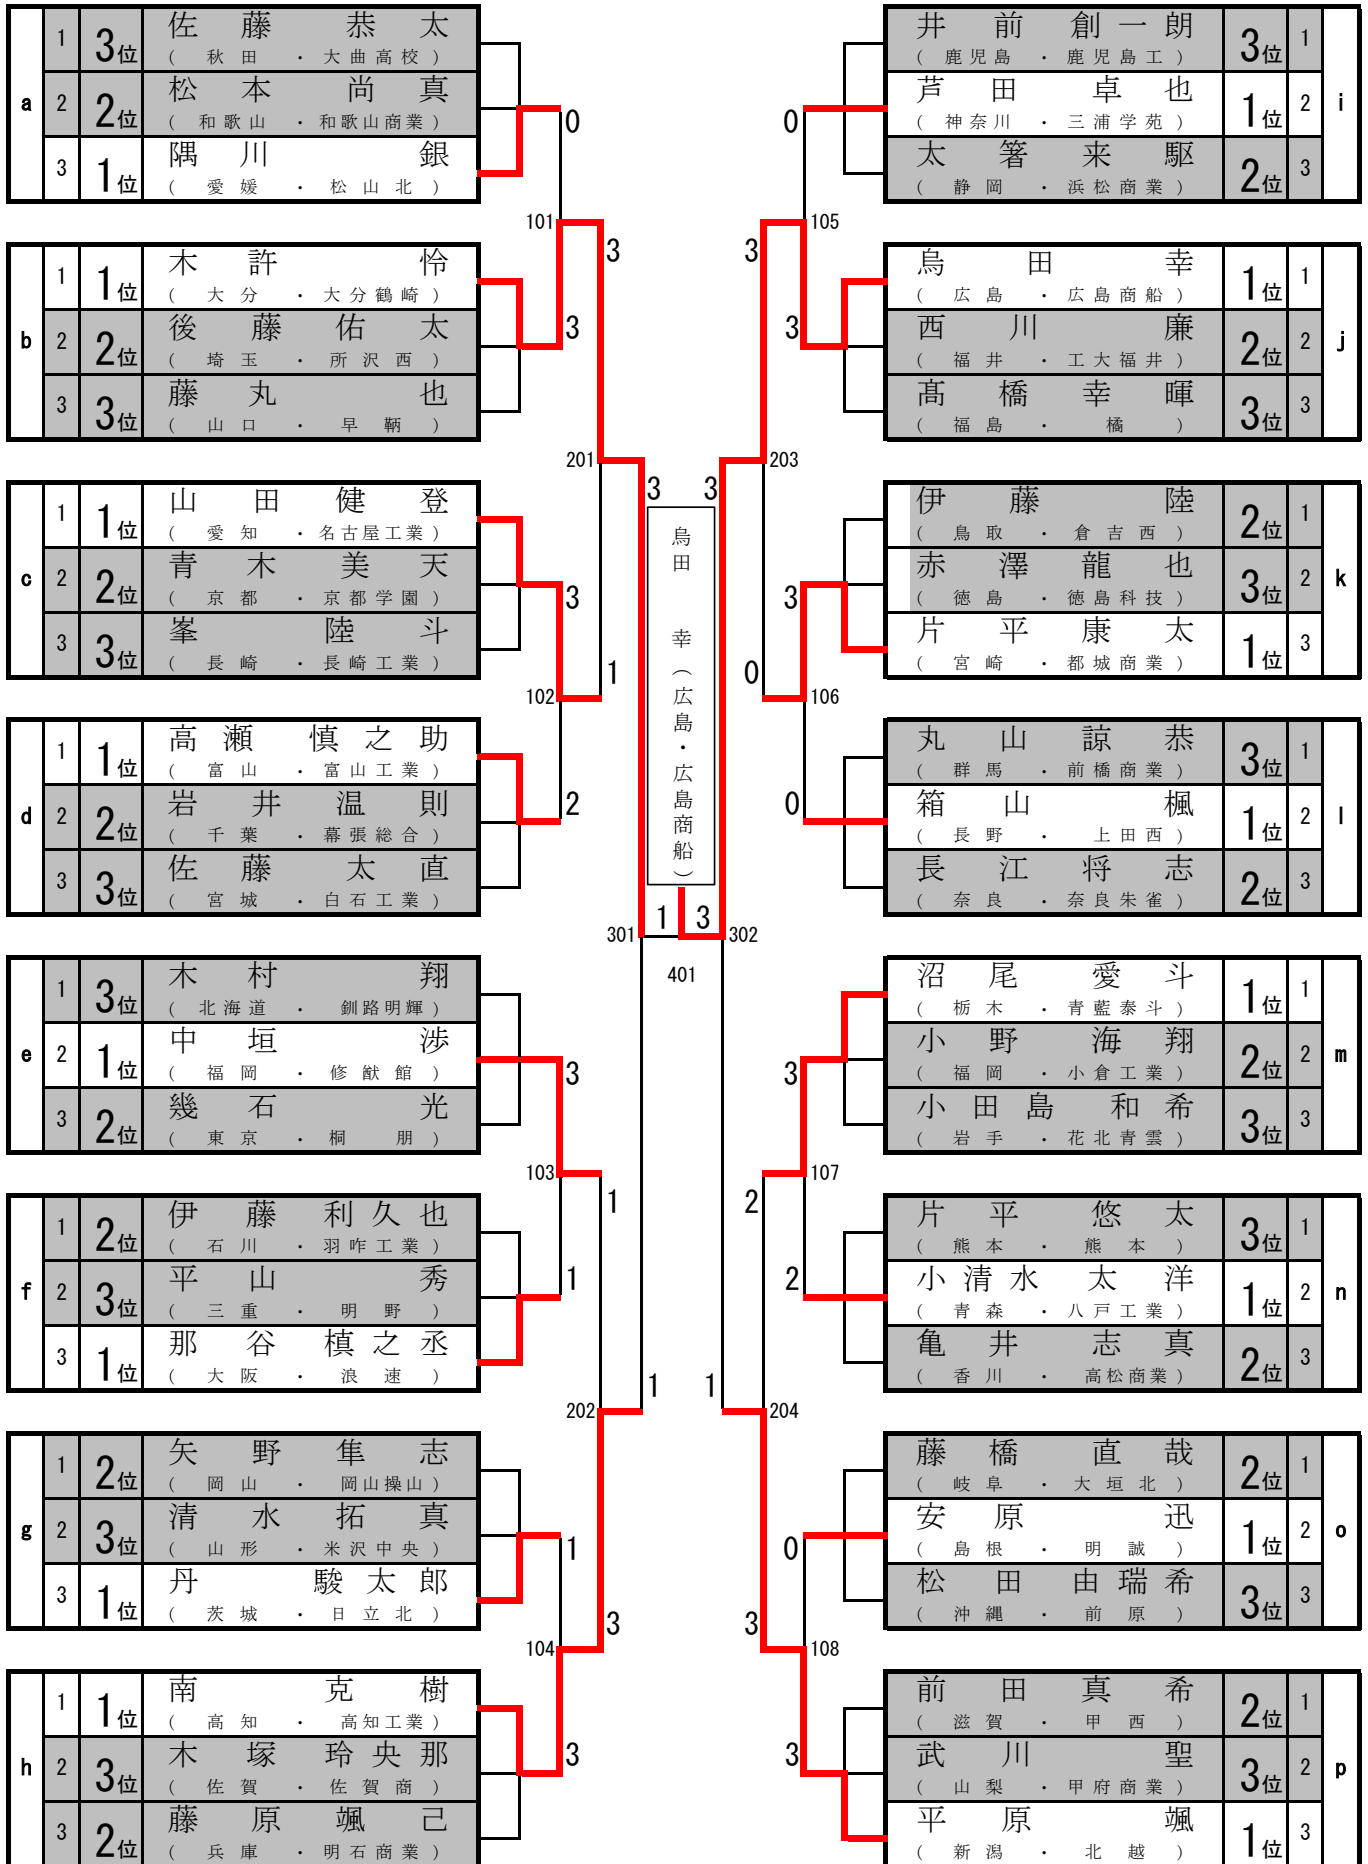 a
1 3位 佐藤恭太
(秋田・大曲高校)
2 2位 松本尚真
(和歌山・和歌山商業)
3 1位 隅川銀
(愛媛・松山北)
0
101
3
b
1 1位 木許怜
(大分・大分鶴崎)
2 2位 後藤佑太
(埼玉・所沢西)
3 3位 藤丸也
(山口・早鞆)
3
201
3
c
1 1位 山田健登
(愛知・名古屋工業)
2 2位 青木美天
(京都・京都学園)
3 3位 峯陸斗
(長崎・長崎工業)
3
102
1
d
1 1位 高瀬慎之助
(富山・富山工業)
2 2位 岩井温則
(千葉・幕張総合)
3 3位 佐藤太直
(宮城・白石工業)
2
301
e
1 3位 木村翔
(北海道・釧路明輝)
2 1位 中垣渉
(福岡・修猷館)
3 2位 幾石光
(東京・桐朋)
3
103
1
f
1 2位 伊藤利久也
(石川・羽咋工業)
2 3位 平山秀
(三重・明野)
3 1位 那谷槙之丞
(大阪・浪速)
1
202
1
g
1 2位 矢野隼志
(岡山・岡山操山)
2 3位 清水拓真
(山形・米沢中央)
3 1位 丹駿太郎
(茨城・日立北)
1
104
3
h
1 1位 南克樹
(高知・高知工業)
2 3位 木塚玲央那
(佐賀・佐賀商)
3 2位 藤原颯己
(兵庫・明石商業)
3
烏田幸(広島・広島商船)
1 3
401
i
井前創一朗 3位 1
(鹿児島・鹿児島工)
芦田卓也 1位 2
(神奈川・三浦学苑)
太箸来駆 2位 3
(静岡・浜松商業)
0
105
3
j
烏田幸 1位 1
(広島・広島商船)
西川廉 2位 2
(福井・工大福井)
髙橋幸暉 3位 3
(福島・橘)
3
203
3
k
伊藤陸 2位 1
(鳥取・倉吉西)
赤澤龍也 3位 2
(徳島・徳島科技)
片平康太 1位 3
(宮崎・都城商業)
3
106
0
l
丸山諒恭 3位 1
(群馬・前橋商業)
箱山楓 1位 2
(長野・上田西)
長江将志 2位 3
(奈良・奈良朱雀)
0
302
m
沼尾愛斗 1位 1
(栃木・青藍泰斗)
小野海翔 2位 2
(福岡・小倉工業)
小田島和希 3位 3
(岩手・花北青雲)
3
107
2
n
片平悠太 3位 1
(熊本・熊本)
小清水太洋 1位 2
(青森・八戸工業)
亀井志真 2位 3
(香川・高松商業)
2
204
1
o
藤橋直哉 2位 1
(岐阜・大垣北)
安原迅 1位 2
(島根・明誠)
松田由瑞希 3位 3
(沖縄・前原)
0
108
3
p
前田真希 2位 1
(滋賀・甲西)
武川聖 3位 2
(山梨・甲府商業)
平原颯 1位 3
(新潟・北越)
3